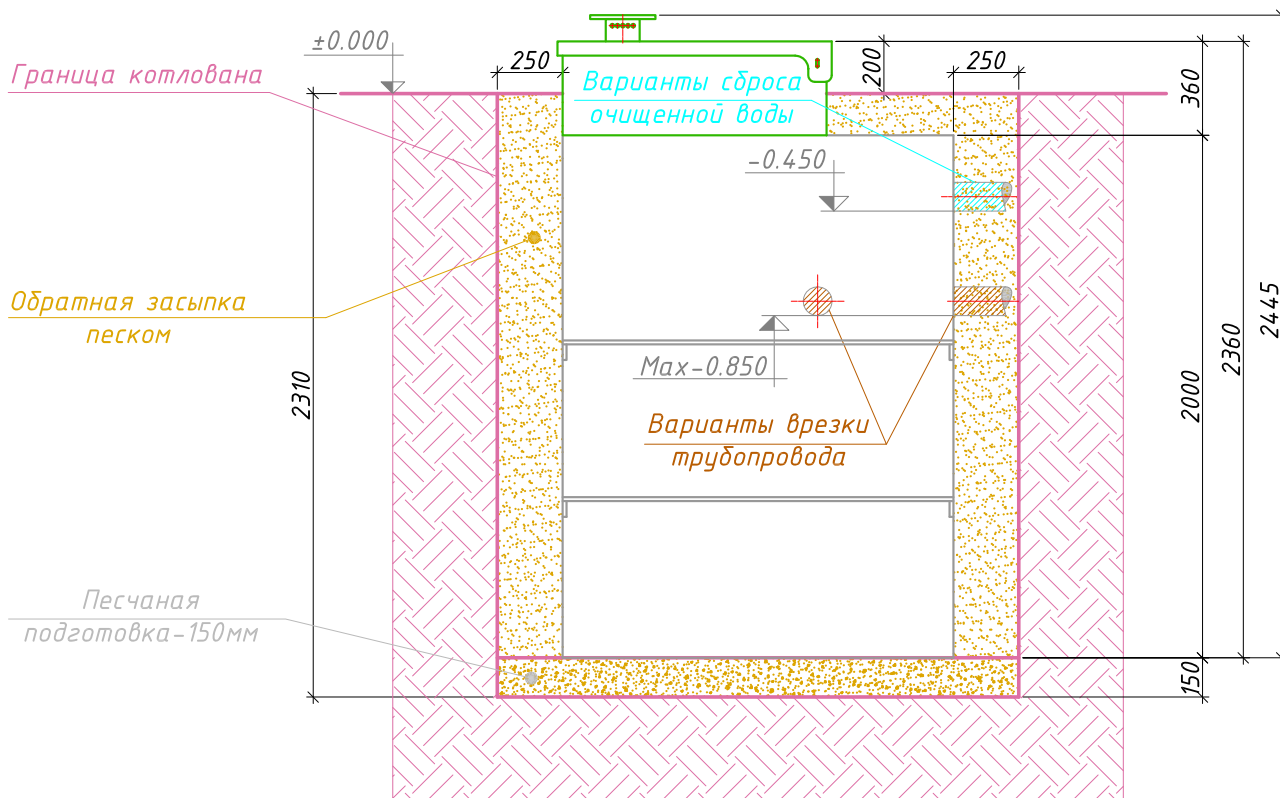 ±0.000
Граница котлована
250
Варианты сброса
очищенной воды
200
250
360
-0.450
2445
Обратная засыпка
песком
2310
Max-0.850
2360
2000
Варианты врезки
трубопровода
Песчаная
подготовка-150мм
150